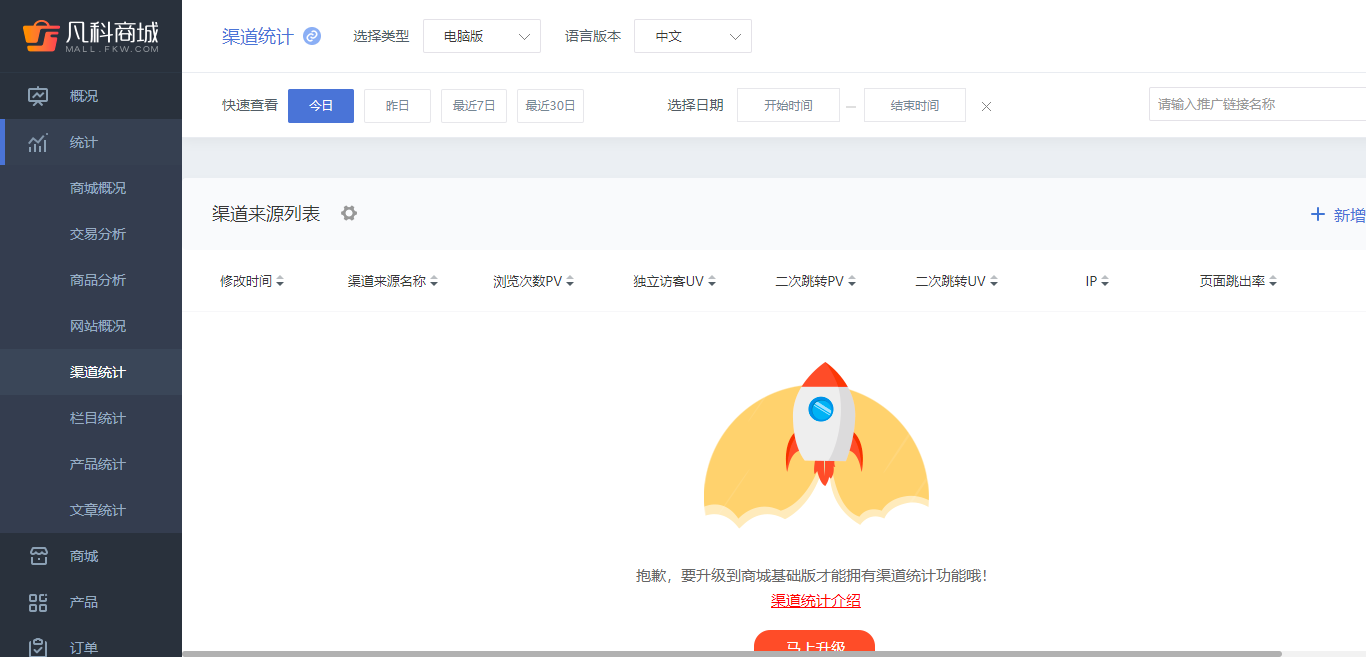 凡科商城
MALL.FKW.COM
概况
统计
商城概况
交易分析
商品分析
网站概况
渠道统计
栏目统计
产品统计
文章统计
商城
产品
订单
渠道统计 选择类型 电脑版 语言版本 中文
快速查看 今日 昨日 最近7日 最近30日 选择日期 开始时间 — 结束时间 请输入推广链接名称
渠道来源列表 新增
修改时间 渠道来源名称 浏览次数PV 独立访客UV 二次跳转PV 二次跳转UV IP 页面跳出率
抱歉，要升级到商城基础版才能拥有渠道统计功能哦！
渠道统计介绍
马上升级